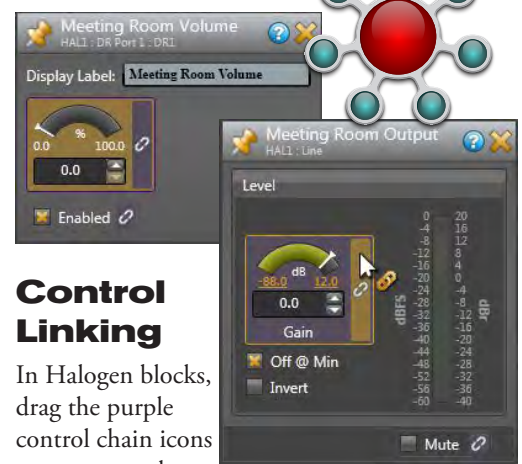 Meeting Room Volume
HAL1 : DR Port 1 : DR1
Display Label: Meeting Room Volume
%
0.0 100.0
0.0
Enabled
Meeting Room Output
HAL1 : Line
Level
dB
-88.0 12.0
0.0
Gain
Off @ Min
Invert
dBFS
0 20
-4 16
-8 12
-12 8
-16 4
-20 0
-24 -4
-28 -8
-32 -12
-36 -16
-40 -20
-44 -24
-48 -28
-52 -32
-56 -36
-60 -40
dBr
Mute
Control
Linking
In Halogen blocks,
drag the purple
control chain icons